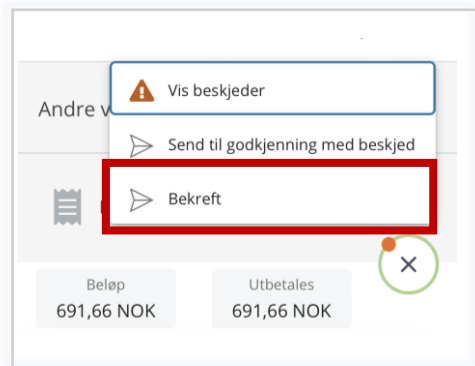 Vis beskjeder
Andre v
Send til godkjenning med beskjed
Bekreft
Beløp
Utbetales
691,66 NOK
691,66 NOK